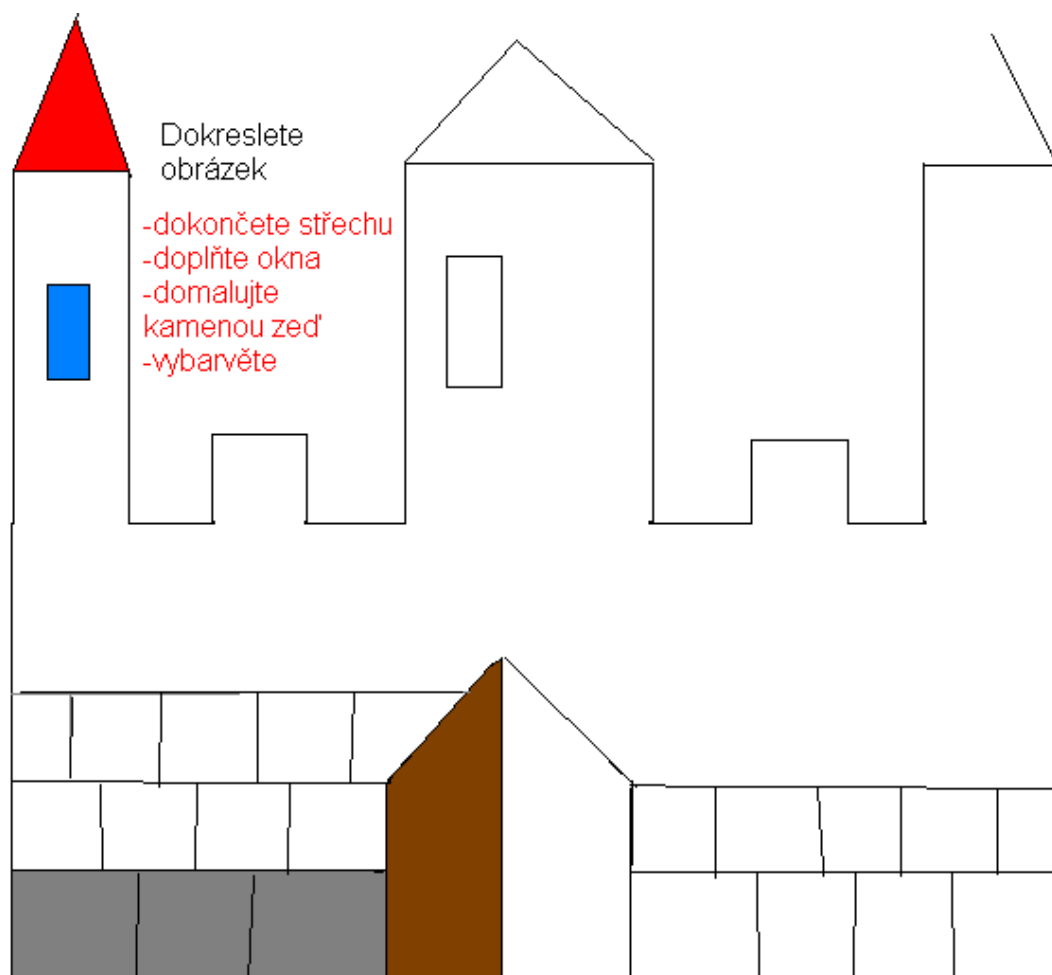 Dokreslete
obrázek
-dokončete střechu
-doplňte okna
-domalujte
kamenou zeď
-vybarvěte